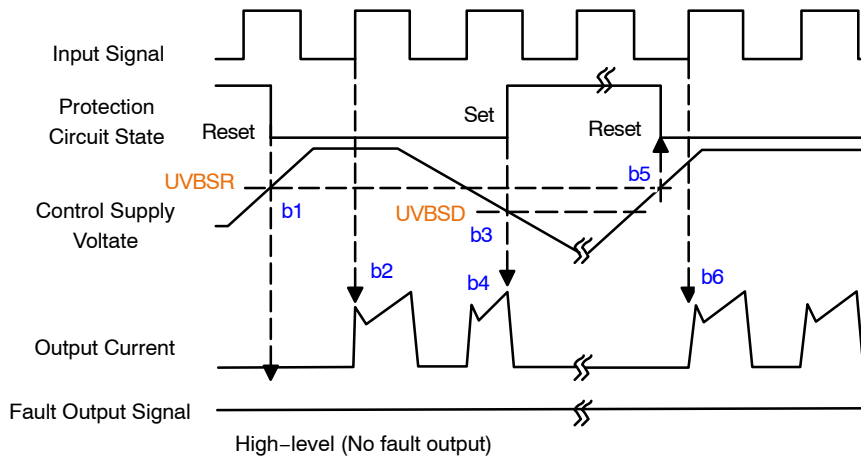 Input Signal
Protection
Circuit State
Reset
Set
Reset
UVBSR
b1
b5
Control Supply
Voltate
UVBSD
b3
b2
b4
b6
Output Current
Fault Output Signal
High−level (No fault output)